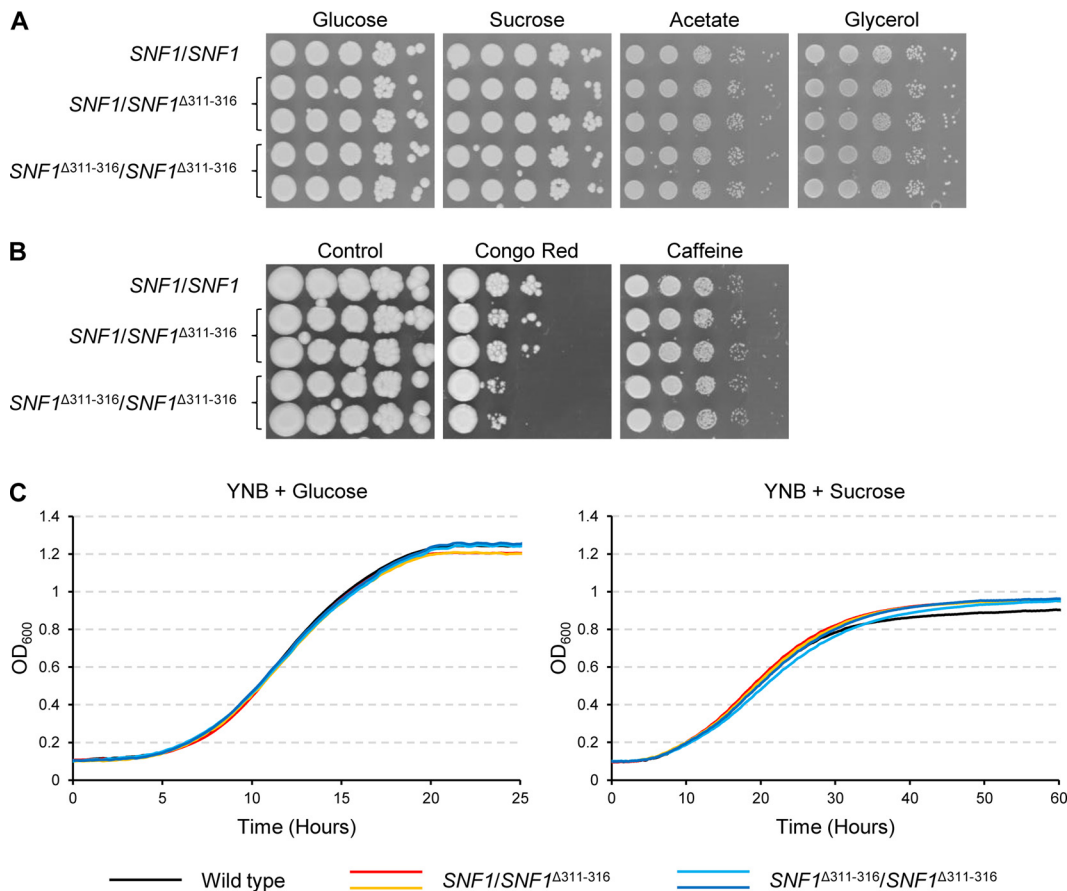 A
Glucose Sucrose Acetate Glycerol
SNF1/SNF1
SNF1/SNF1Δ311-316
SNF1Δ311-316/SNF1Δ311-316
B
Control Congo Red Caffeine
SNF1/SNF1
SNF1/SNF1Δ311-316
SNF1Δ311-316/SNF1Δ311-316
C
YNB + Glucose
OD600
1.4
1.2
1
0.8
0.6
0.4
0.2
0
0 5 10 15 20 25
Time (Hours)
YNB + Sucrose
OD600
1.4
1.2
1
0.8
0.6
0.4
0.2
0
0 10 20 30 40 50 60
Time (Hours)
Wild type SNF1/SNF1Δ311-316 SNF1Δ311-316/SNF1Δ311-316